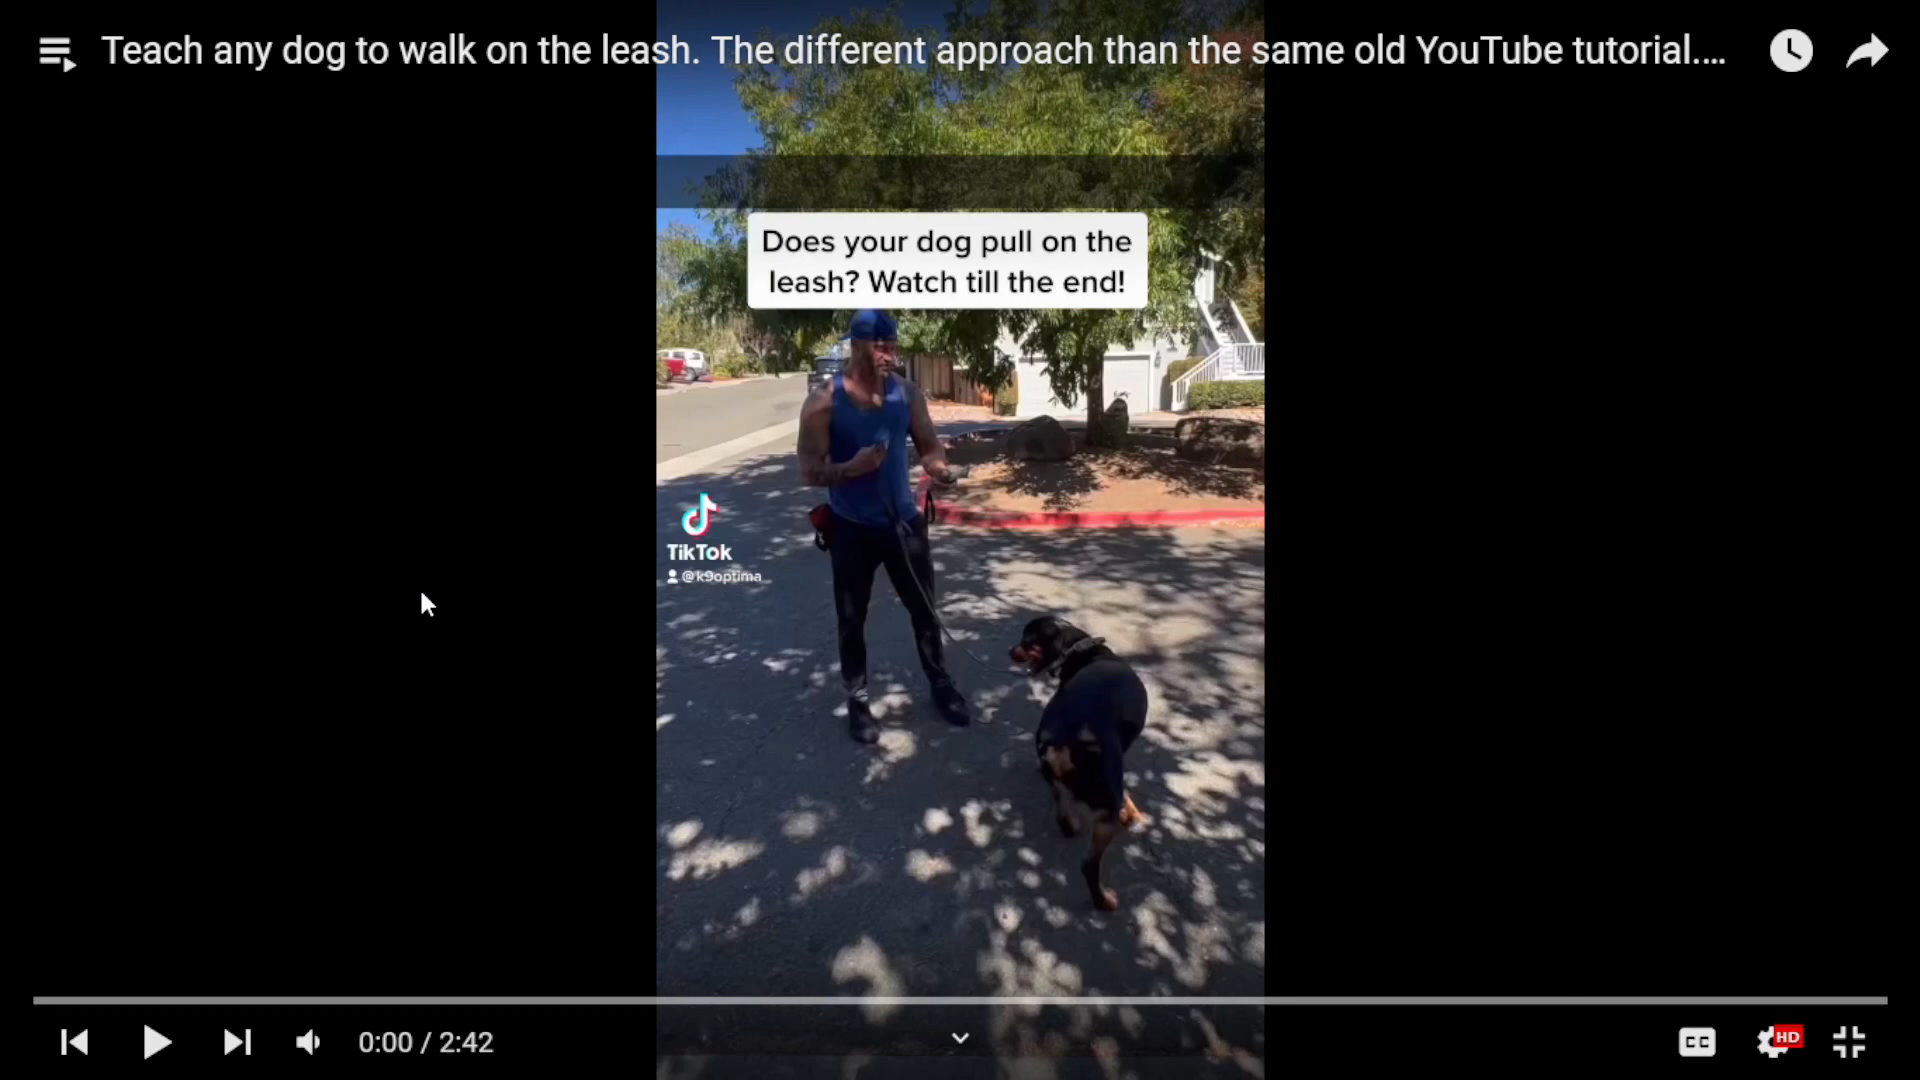 Teach any dog to walk on the leash. The different approach than the same old YouTube tutorial....
Does your dog pull on the
leash? Watch till the end!
TikTok
@k9optima
0:00 / 2:42
CC
HD